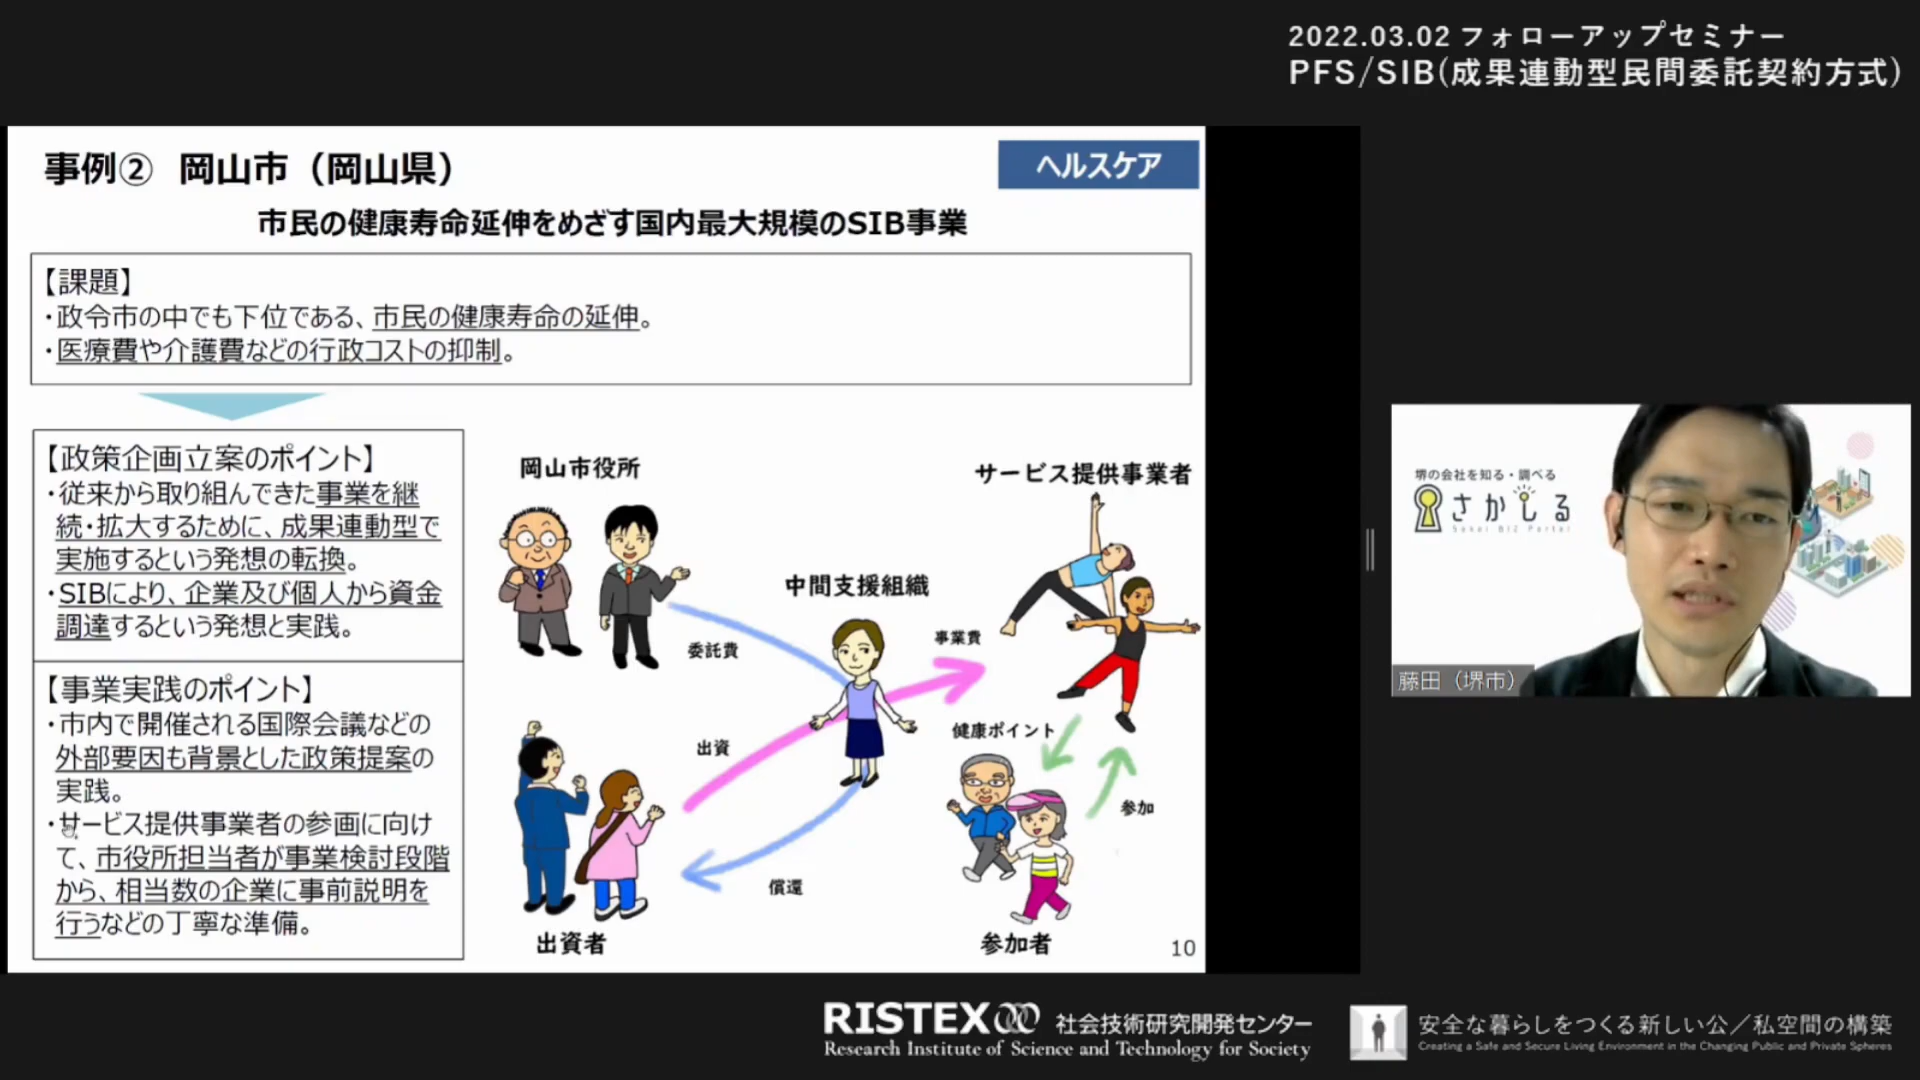 2022.03.02 フォローアップセミナー
PFS/SIB(成果連動型民間委託契約方式)
事例② 岡山市（岡山県）
ヘルスケア
市民の健康寿命延伸をめざす国内最大規模のSIB事業
【課題】
・政令市の中でも下位である、市民の健康寿命の延伸。
・医療費や介護費などの行政コストの抑制。
【政策企画立案のポイント】
・従来から取り組んできた事業を継
続・拡大するために、成果連動型で
実施するという発想の転換。
・SIBにより、企業及び個人から資金
調達するという発想と実践。
【事業実践のポイント】
・市内で開催される国際会議などの
外部要因も背景とした政策提案の
実践。
・サービス提供事業者の参画に向け
て、市役所担当者が事業検討段階
から、相当数の企業に事前説明を
行うなどの丁寧な準備。
岡山市役所
サービス提供事業者
中間支援組織
委託費
事業費
出資
健康ポイント
参加
償還
出資者
参加者
10
堺の会社を知る・調べる
さかしる
Sakai BIZ Portal
藤田（堺市）
RISTEX 社会技術研究開発センター
Research Institute of Science and Technology for Society
安全な暮らしをつくる新しい公／私空間の構築
Creating a Safe and Secure Living Environment in the Changing Public and Private Spheres